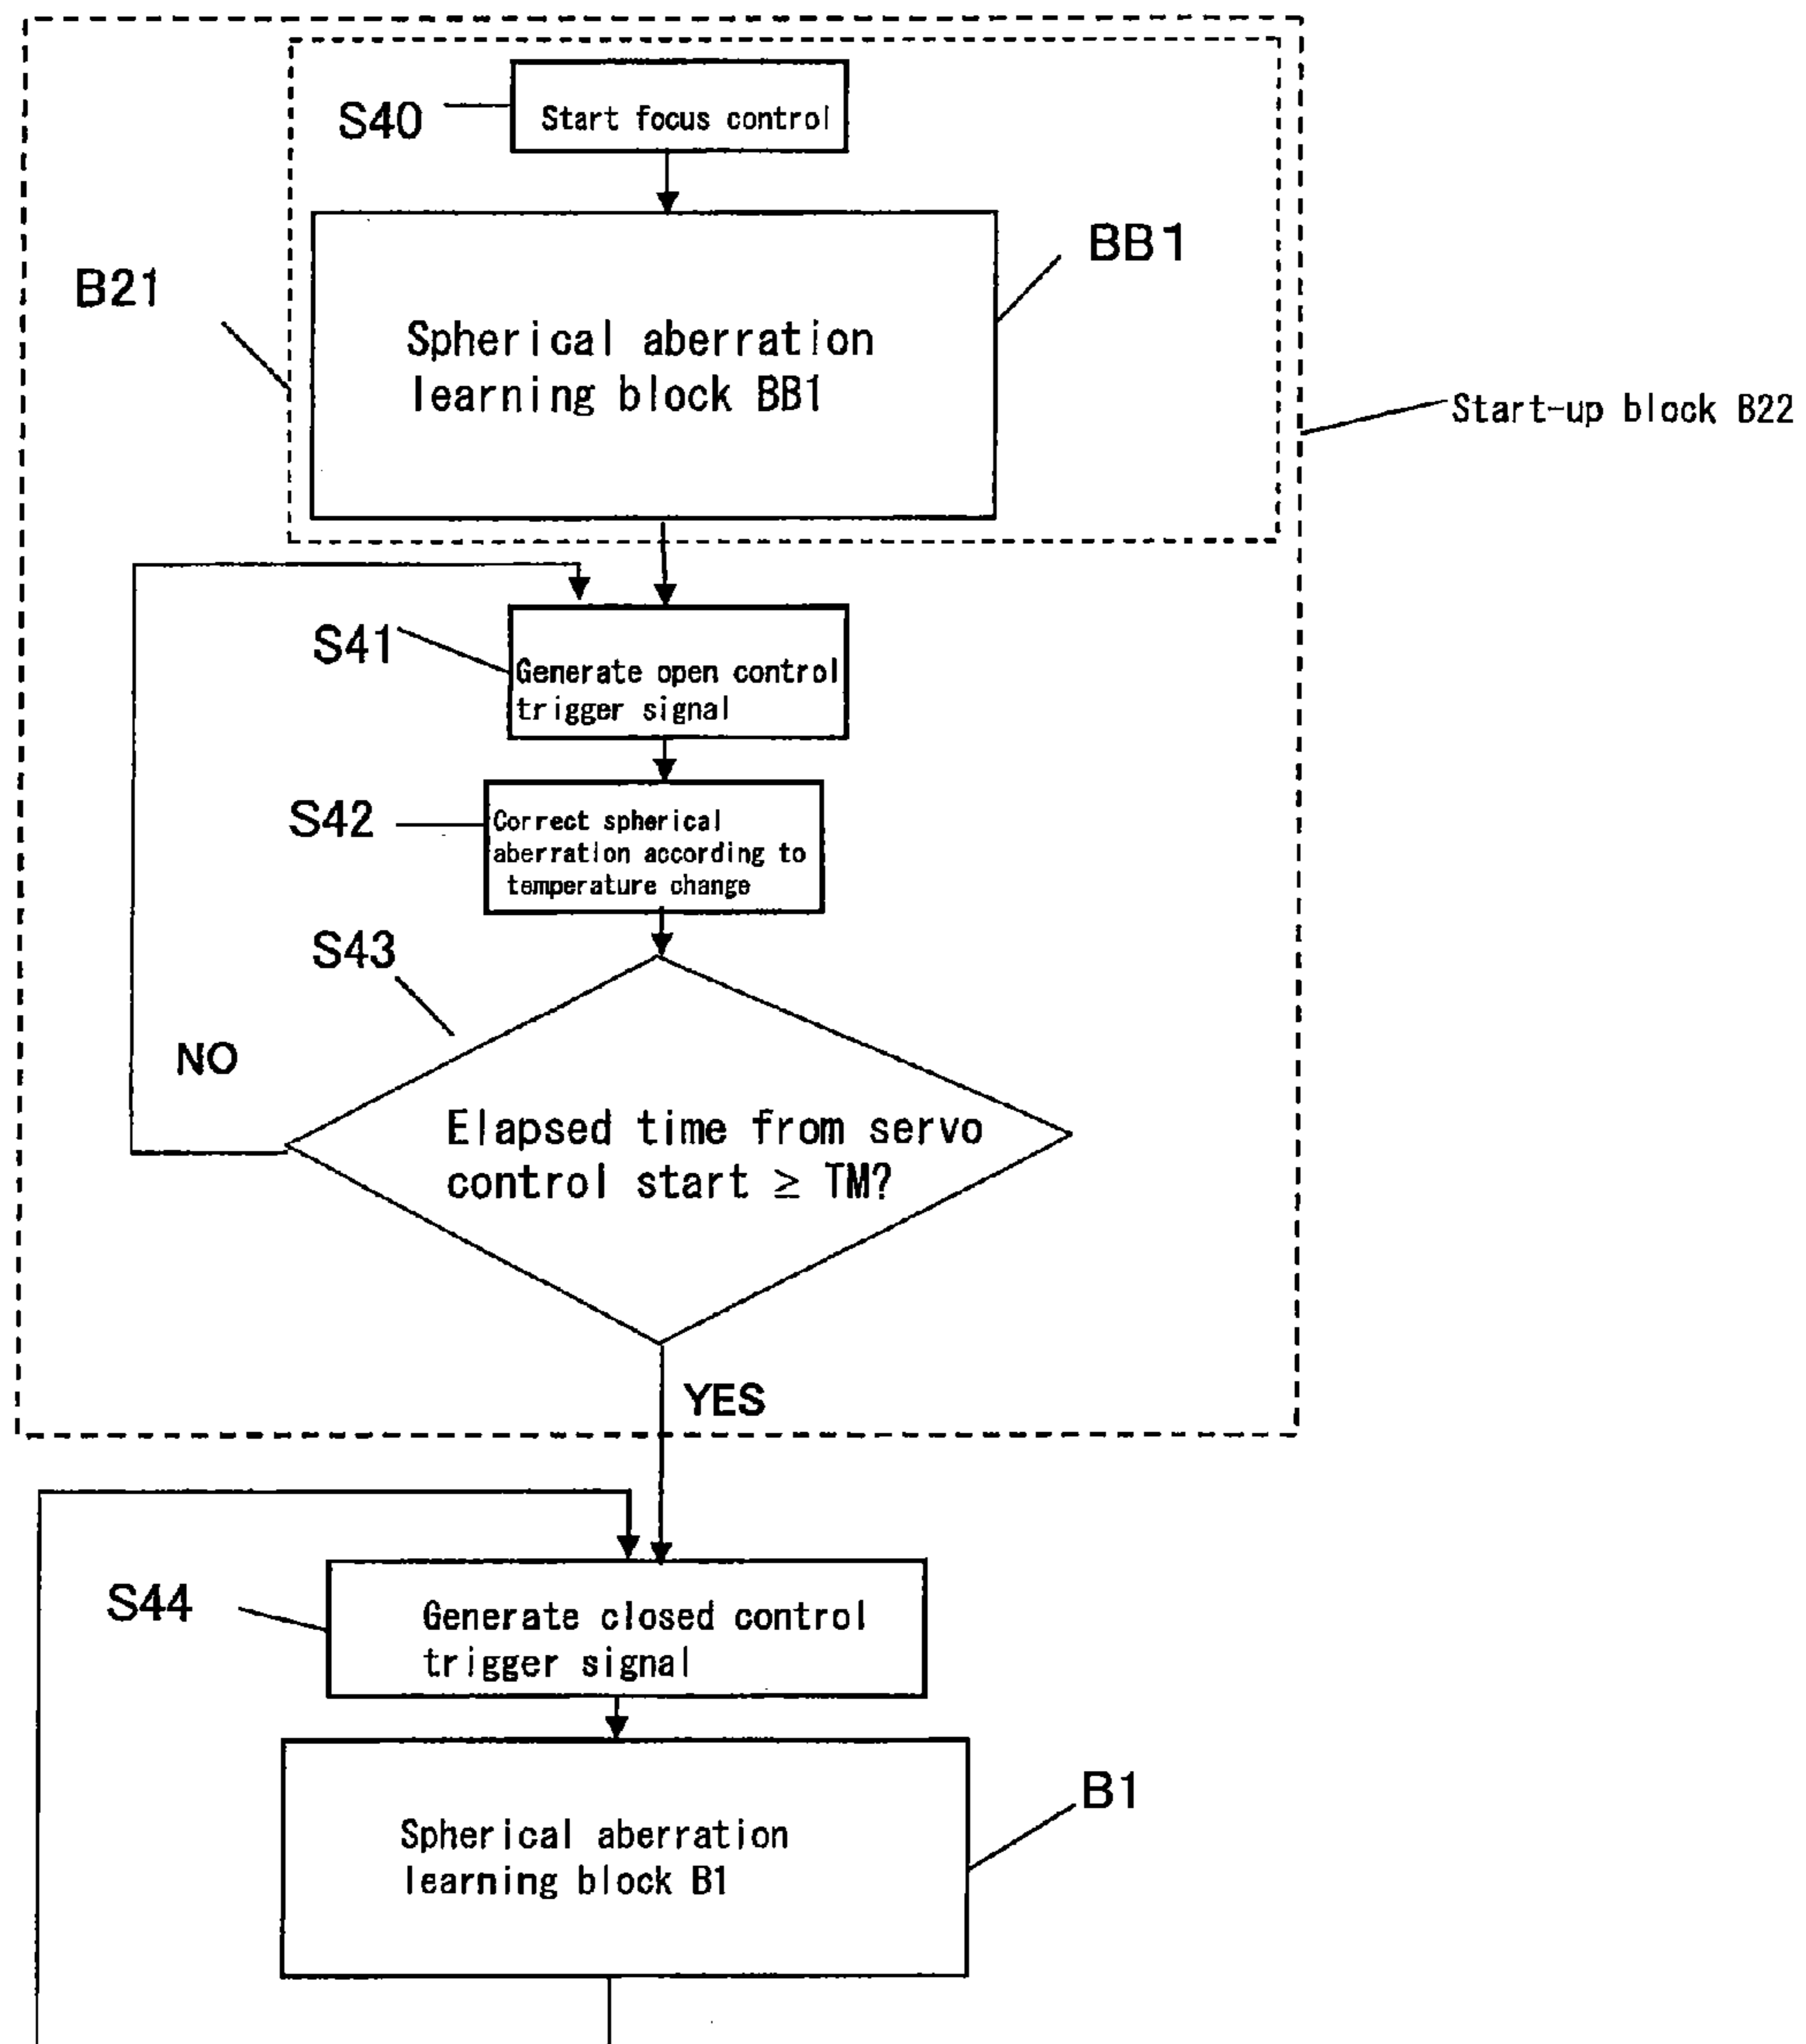 S40
Start focus control
BB1
B21
Spherical aberration
learning block BB1
Start-up block B22
S41
Generate open control
trigger signal
S42
Correct spherical
aberration according to
temperature change
S43
NO
Elapsed time from servo
control start ≥ TM?
YES
S44
Generate closed control
trigger signal
B1
Spherical aberration
learning block B1